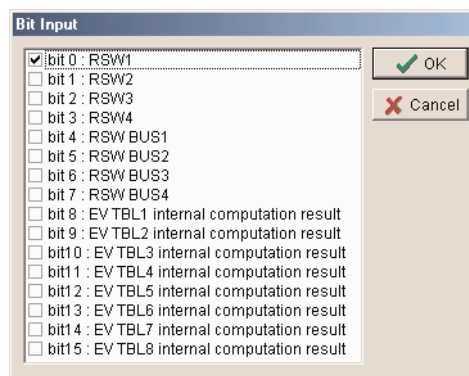 Bit Input
bit 0 : RSW1
bit 1 : RSW2
bit 2 : RSW3
bit 3 : RSW4
bit 4 : RSW BUS1
bit 5 : RSW BUS2
bit 6 : RSW BUS3
bit 7 : RSW BUS4
bit 8 : EV TBL1 internal computation result
bit 9 : EV TBL2 internal computation result
bit10 : EV TBL3 internal computation result
bit11 : EV TBL4 internal computation result
bit12 : EV TBL5 internal computation result
bit13 : EV TBL6 internal computation result
bit14 : EV TBL7 internal computation result
bit15 : EV TBL8 internal computation result
OK
Cancel